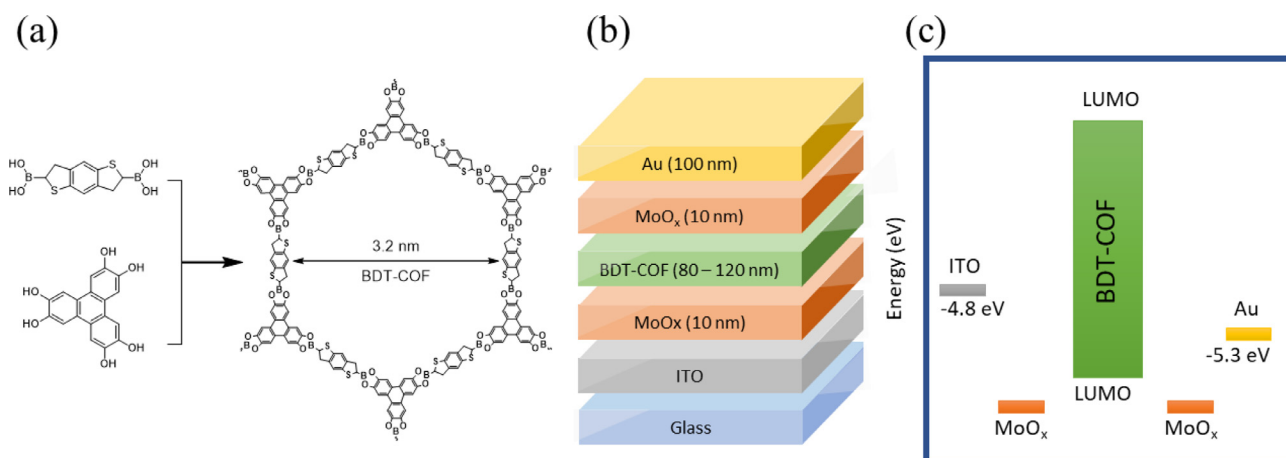 (a)
(b)
(c)
HO
B
HO
S
S
OH
B
OH
OH
OH
HO
HO
OH
OH
3.2 nm
BDT-COF
Au (100 nm)
MoOₓ (10 nm)
BDT-COF (80 – 120 nm)
MoOx (10 nm)
ITO
Glass
Energy (eV)
LUMO
BDT-COF
LUMO
ITO
-4.8 eV
Au
-5.3 eV
MoOₓ
MoOₓ